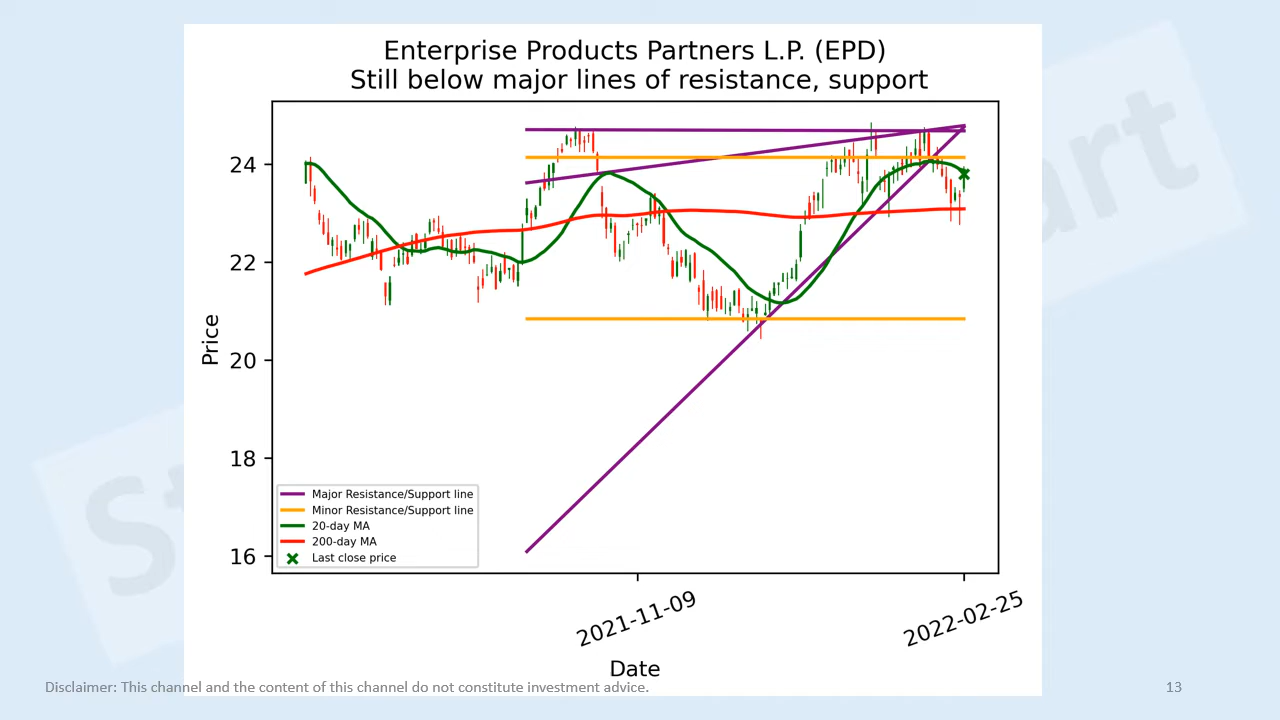 Enterprise Products Partners L.P. (EPD)
Still below major lines of resistance, support
Price
24
22
20
18
16
Major Resistance/Support line
Minor Resistance/Support line
20-day MA
200-day MA
Last close price
2021-11-09
2022-02-25
Date
Disclaimer: This channel and the content of this channel do not constitute investment advice.
13
St
art